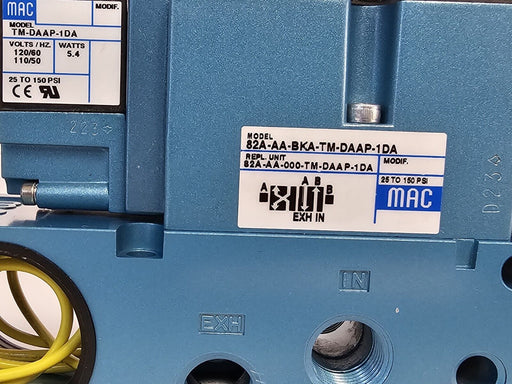 MAC
MODIF.
MODEL
TM-DAAP-1DA
VOLTS / HZ.
WATTS
120/60
5.4
110/50
25 TO 150 PSI
CE
223
MODEL
82A-AA-BKA-TM-DAAP-1DA
REPL. UNIT
MODIF.
82A-AA-000-TM-DAAP-1DA
25 TO 150 PSI
A B
A B
EXH IN
MAC
D236
IN
EXH